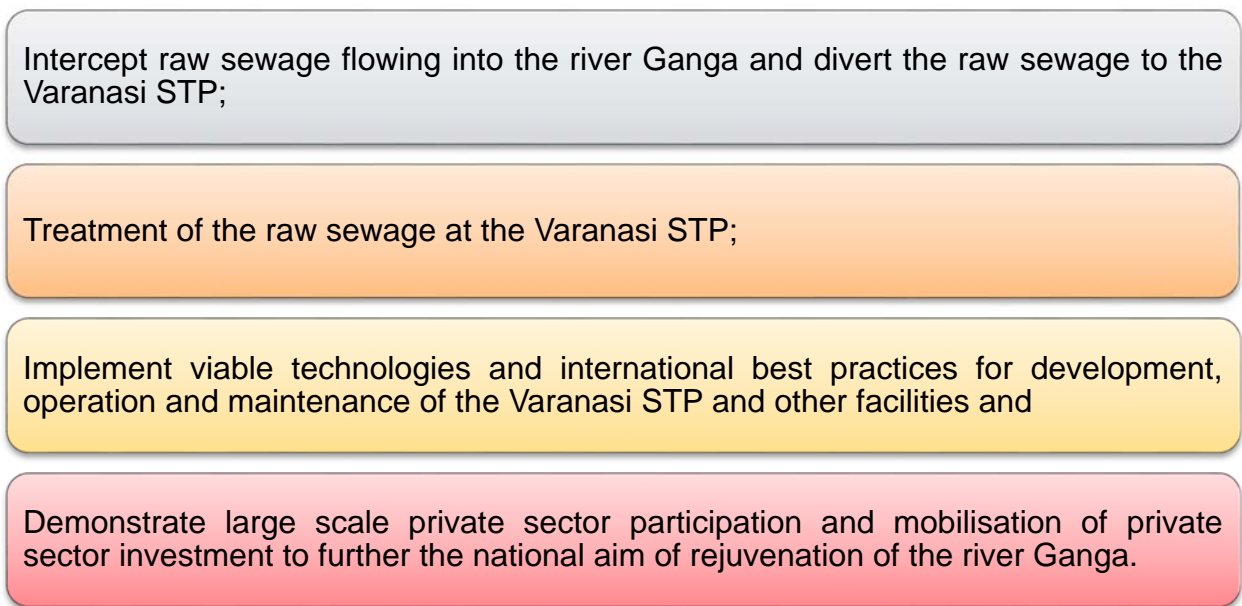 Intercept raw sewage flowing into the river Ganga and divert the raw sewage to the
Varanasi STP;
Treatment of the raw sewage at the Varanasi STP;
Implement viable technologies and international best practices for development,
operation and maintenance of the Varanasi STP and other facilities and
Demonstrate large scale private sector participation and mobilisation of private
sector investment to further the national aim of rejuvenation of the river Ganga.